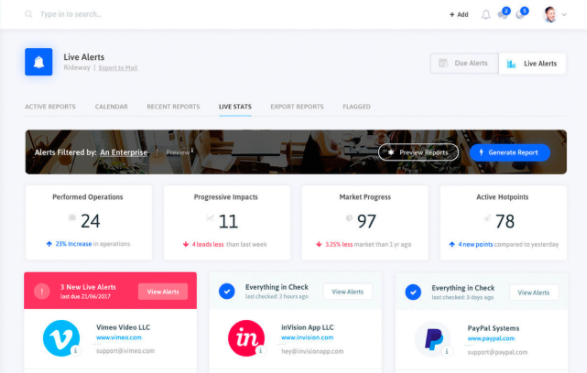 Type in to search...
+ Add
2
5
Live Alerts
Rideway | Export to Mail
Due Alerts
Live Alerts
ACTIVE REPORTS CALENDAR RECENT REPORTS LIVE STATS EXPORT REPORTS FLAGGED
Alerts Filtered by: An Enterprise
Preview
Preview Reports
Generate Report
Performed Operations
24
23% increase in operations
Progressive Impacts
11
4 leads less than last week
Market Progress
97
3.25% less market than 1 yr ago
Active Hotpoints
78
4 new points compared to yesterday
3 New Live Alerts
last due 21/06/2017
View Alerts
Vimeo Video LLC
www.vimeo.com
support@vimeo.com
Everything in Check
last checked: 2 hours ago
View Alerts
in
inVision App LLC
www.invision.com
hey@invisionapp.com
Everything in Check
last checked: 3 days ago
View Alerts
PayPal Systems
www.paypal.com
support@paypal.com